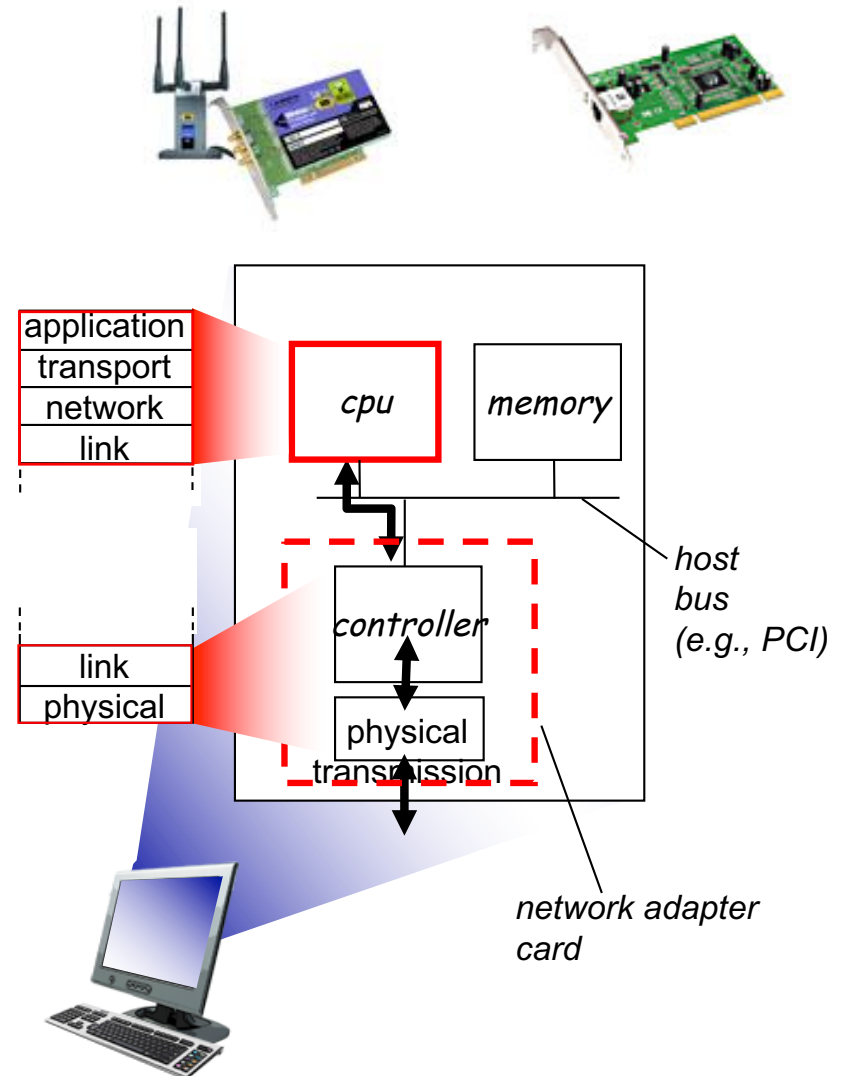 application
transport
network
link
cpu
memory
host
bus
(e.g., PCI)
controller
link
physical
physical
transmission
network adapter
card